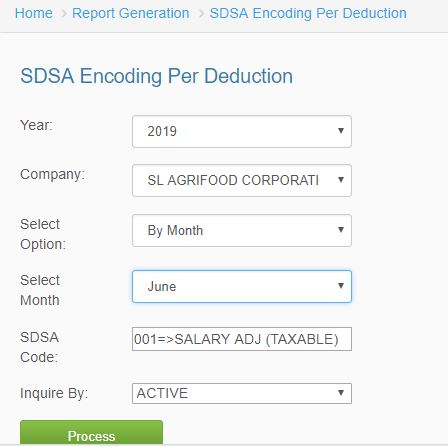 Home > Report Generation > SDSA Encoding Per Deduction
SDSA Encoding Per Deduction
Year: 2019
Company: SL AGRIFOOD CORPORATI
Select
Option: By Month
Select
Month June
SDSA
Code: 001=>SALARY ADJ (TAXABLE)
Inquire By: ACTIVE
Process